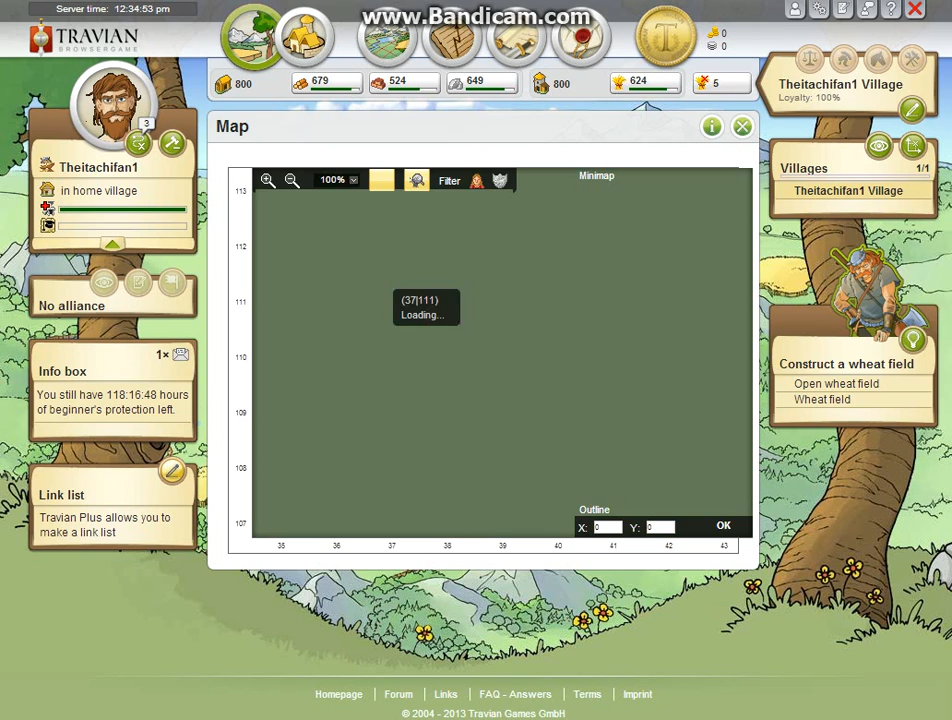 Server time: 12:34:53 pm
www.Bandicam.com
TRAVIAN
BROWSERGAME
0
0
800
679
524
649
800
624
5
3
Theitachifan1
in home village
No alliance
1×
Info box
You still have 118:16:48 hours
of beginner's protection left.
Link list
Travian Plus allows you to
make a link list
Map
100%
Filter
Minimap
113
112
111
110
109
108
107
(37|111)
Loading...
Outline
X: 0 Y: 0 OK
35 36 37 38 39 40 41 42 43
Theitachifan1 Village
Loyalty: 100%
Villages 1/1
Theitachifan1 Village
Construct a wheat field
Open wheat field
Wheat field
Homepage | Forum | Links | FAQ - Answers | Terms | Imprint
© 2004 - 2013 Travian Games GmbH